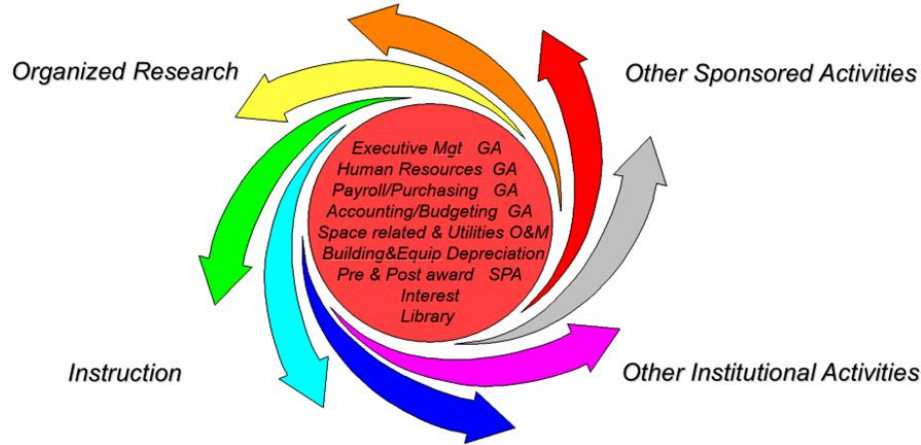 Organized Research
Other Sponsored Activities
Executive Mgt GA
Human Resources GA
Payroll/Purchasing GA
Accounting/Budgeting GA
Space related & Utilities O&M
Building&Equip Depreciation
Pre & Post award SPA
Interest
Library
Instruction
Other Institutional Activities